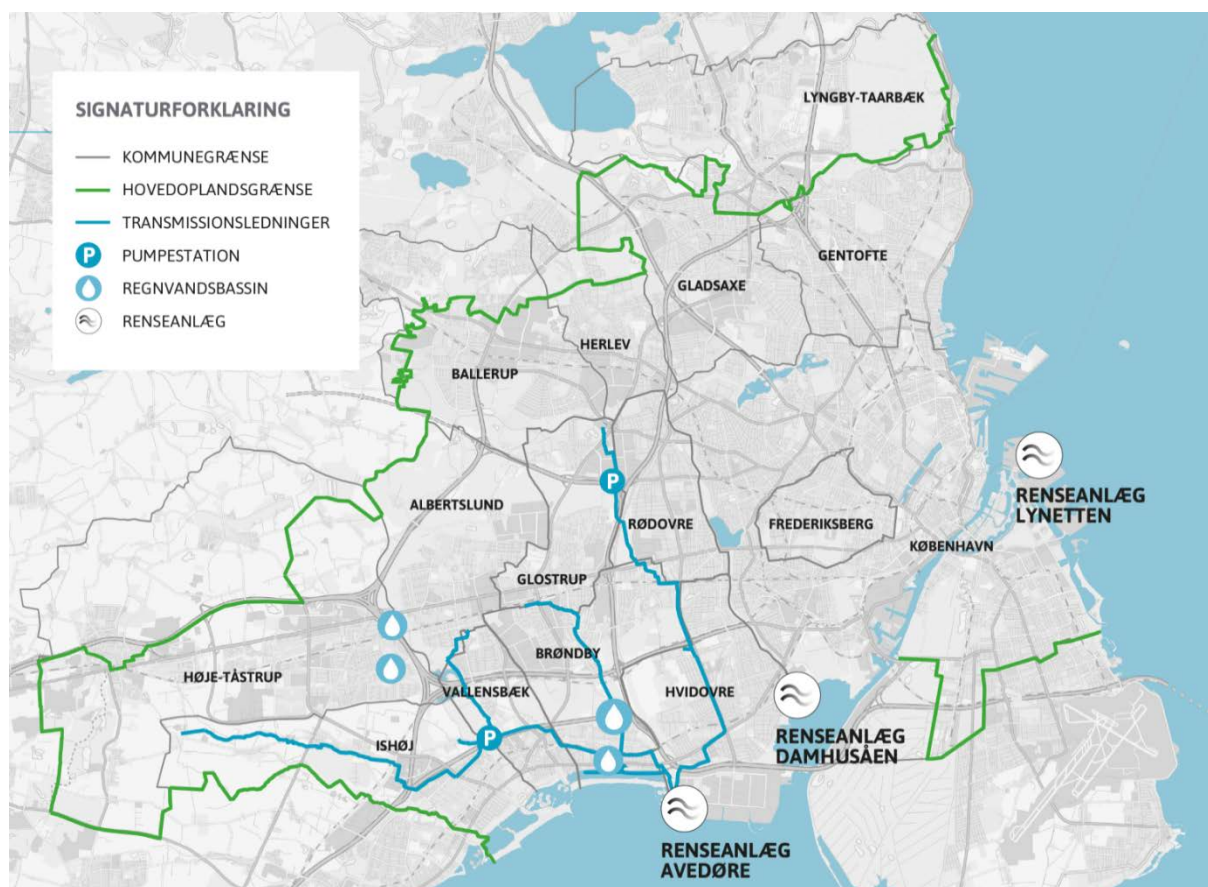 SIGNATURFORKLARING
KOMMUNEGRÆNSE
HOVEDOPLANDSGRÆNSE
TRANSMISSIONSLEDNINGER
P PUMPESTATION
REGNVANDSBASSIN
RENSEANLÆG
LYNGBY-TAARBÆK
GENTOFTE
GLADSAXE
HERLEV
BALLERUP
P
ALBERTSLUND
RØDOVRE
FREDERIKSBERG
RENSEANLÆG
LYNETTEN
KØBENHAVN
GLOSTRUP
BRØNDBY
HØJE-TÅSTRUP
VALLENSBÆK
HVIDOVRE
P
ISHØJ
RENSEANLÆG
DAMHUSÅEN
RENSEANLÆG
AVEDØRE